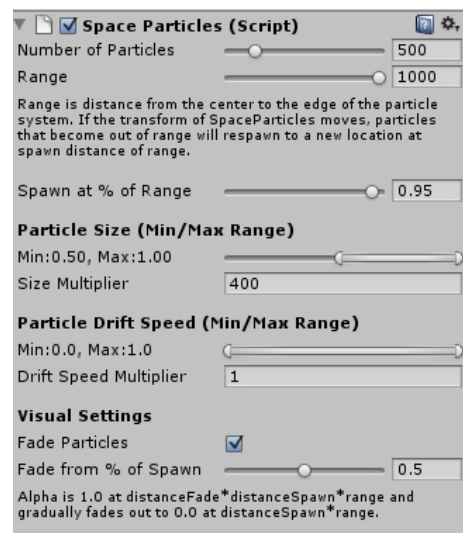 Space Particles (Script)
Number of Particles 500
Range 1000
Range is distance from the center to the edge of the particle
system. If the transform of SpaceParticles moves, particles
that become out of range will respawn to a new location at
spawn distance of range.
Spawn at % of Range 0.95
Particle Size (Min/Max Range)
Min:0.50, Max:1.00
Size Multiplier 400
Particle Drift Speed (Min/Max Range)
Min:0.0, Max:1.0
Drift Speed Multiplier 1
Visual Settings
Fade Particles
Fade from % of Spawn 0.5
Alpha is 1.0 at distanceFade*distanceSpawn*range and
gradually fades out to 0.0 at distanceSpawn*range.